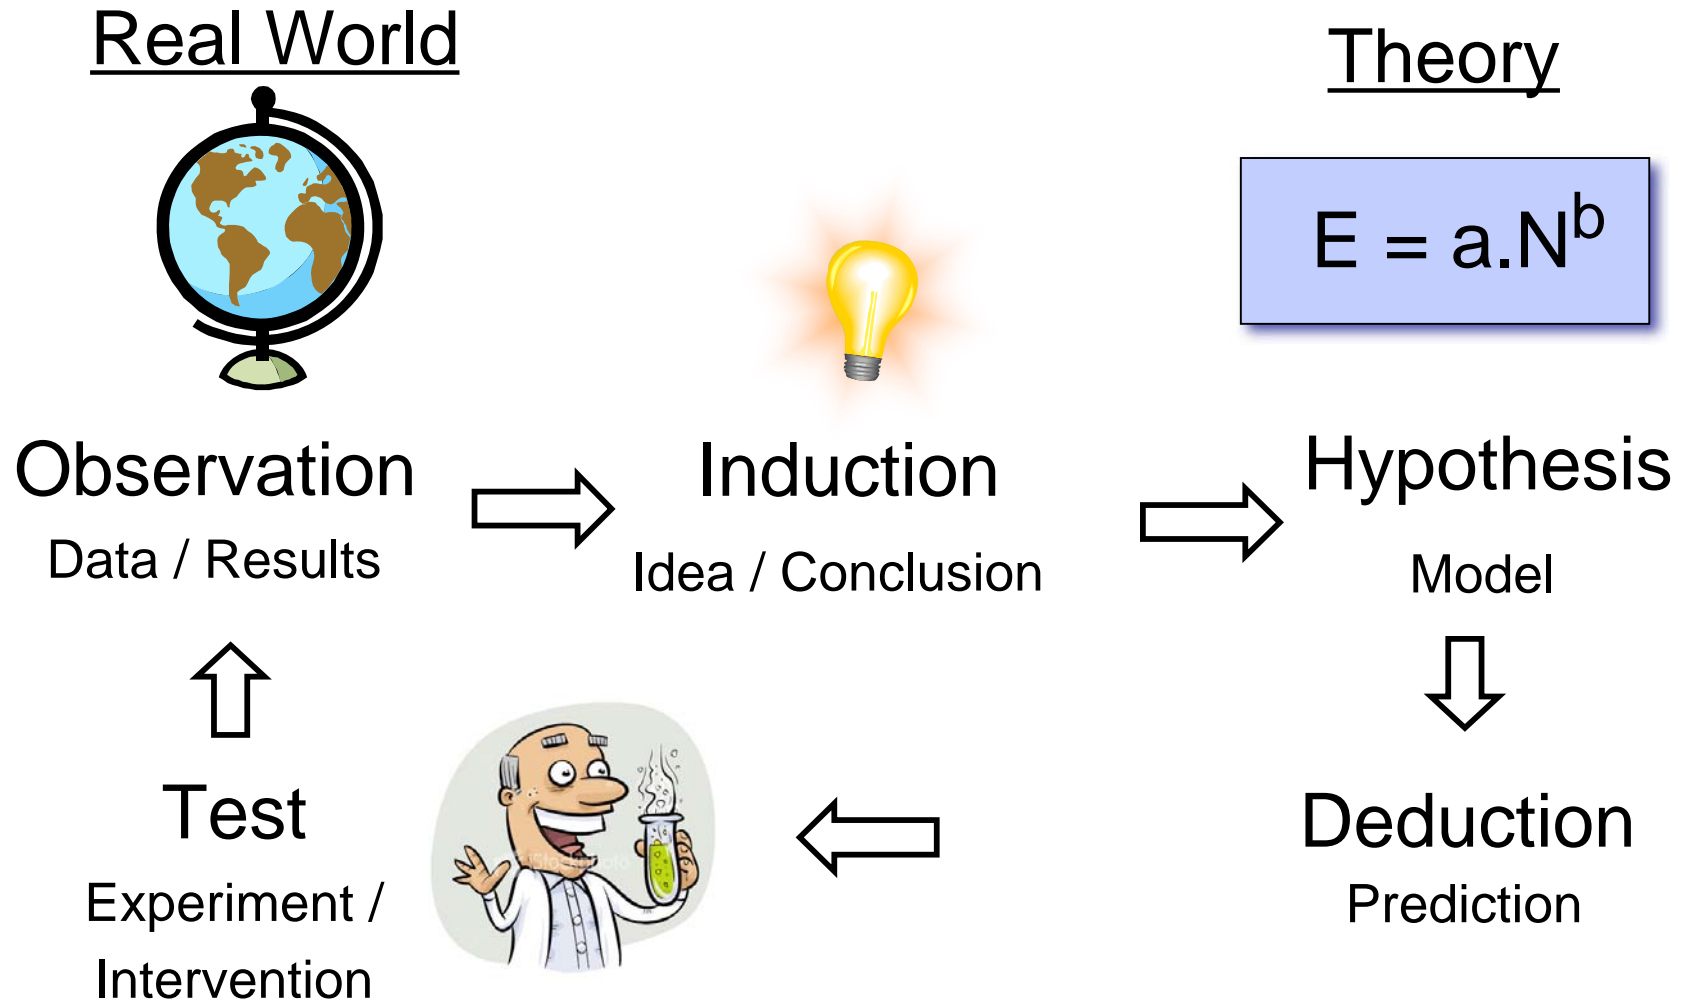 Real World
Theory
E = a.N^b
Observation
Data / Results
Induction
Idea / Conclusion
Hypothesis
Model
Test
Experiment /
Intervention
Deduction
Prediction